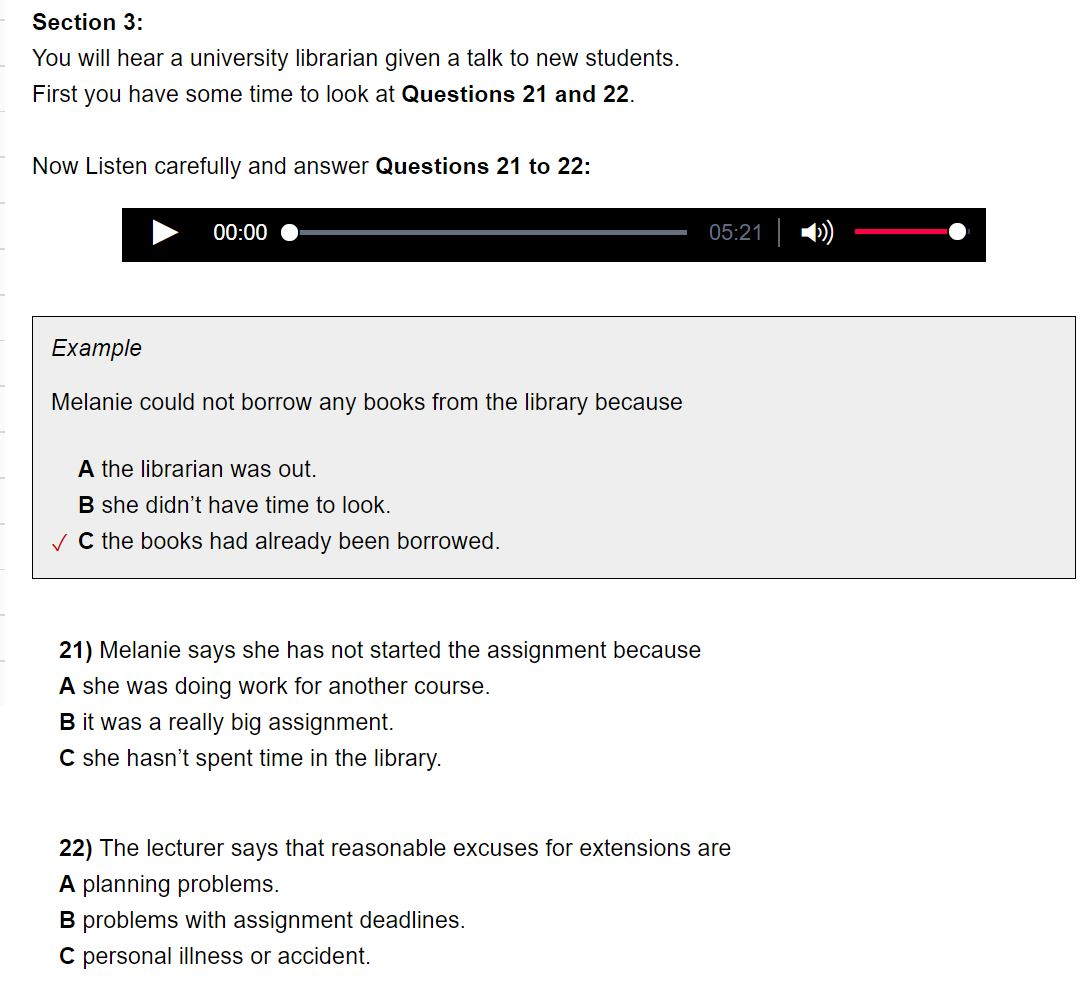 Section 3:
You will hear a university librarian given a talk to new students.
First you have some time to look at Questions 21 and 22.
Now Listen carefully and answer Questions 21 to 22:
00:00 05:21
Example
Melanie could not borrow any books from the library because
A the librarian was out.
B she didn’t have time to look.
✓ C the books had already been borrowed.
21) Melanie says she has not started the assignment because
A she was doing work for another course.
B it was a really big assignment.
C she hasn’t spent time in the library.
22) The lecturer says that reasonable excuses for extensions are
A planning problems.
B problems with assignment deadlines.
C personal illness or accident.